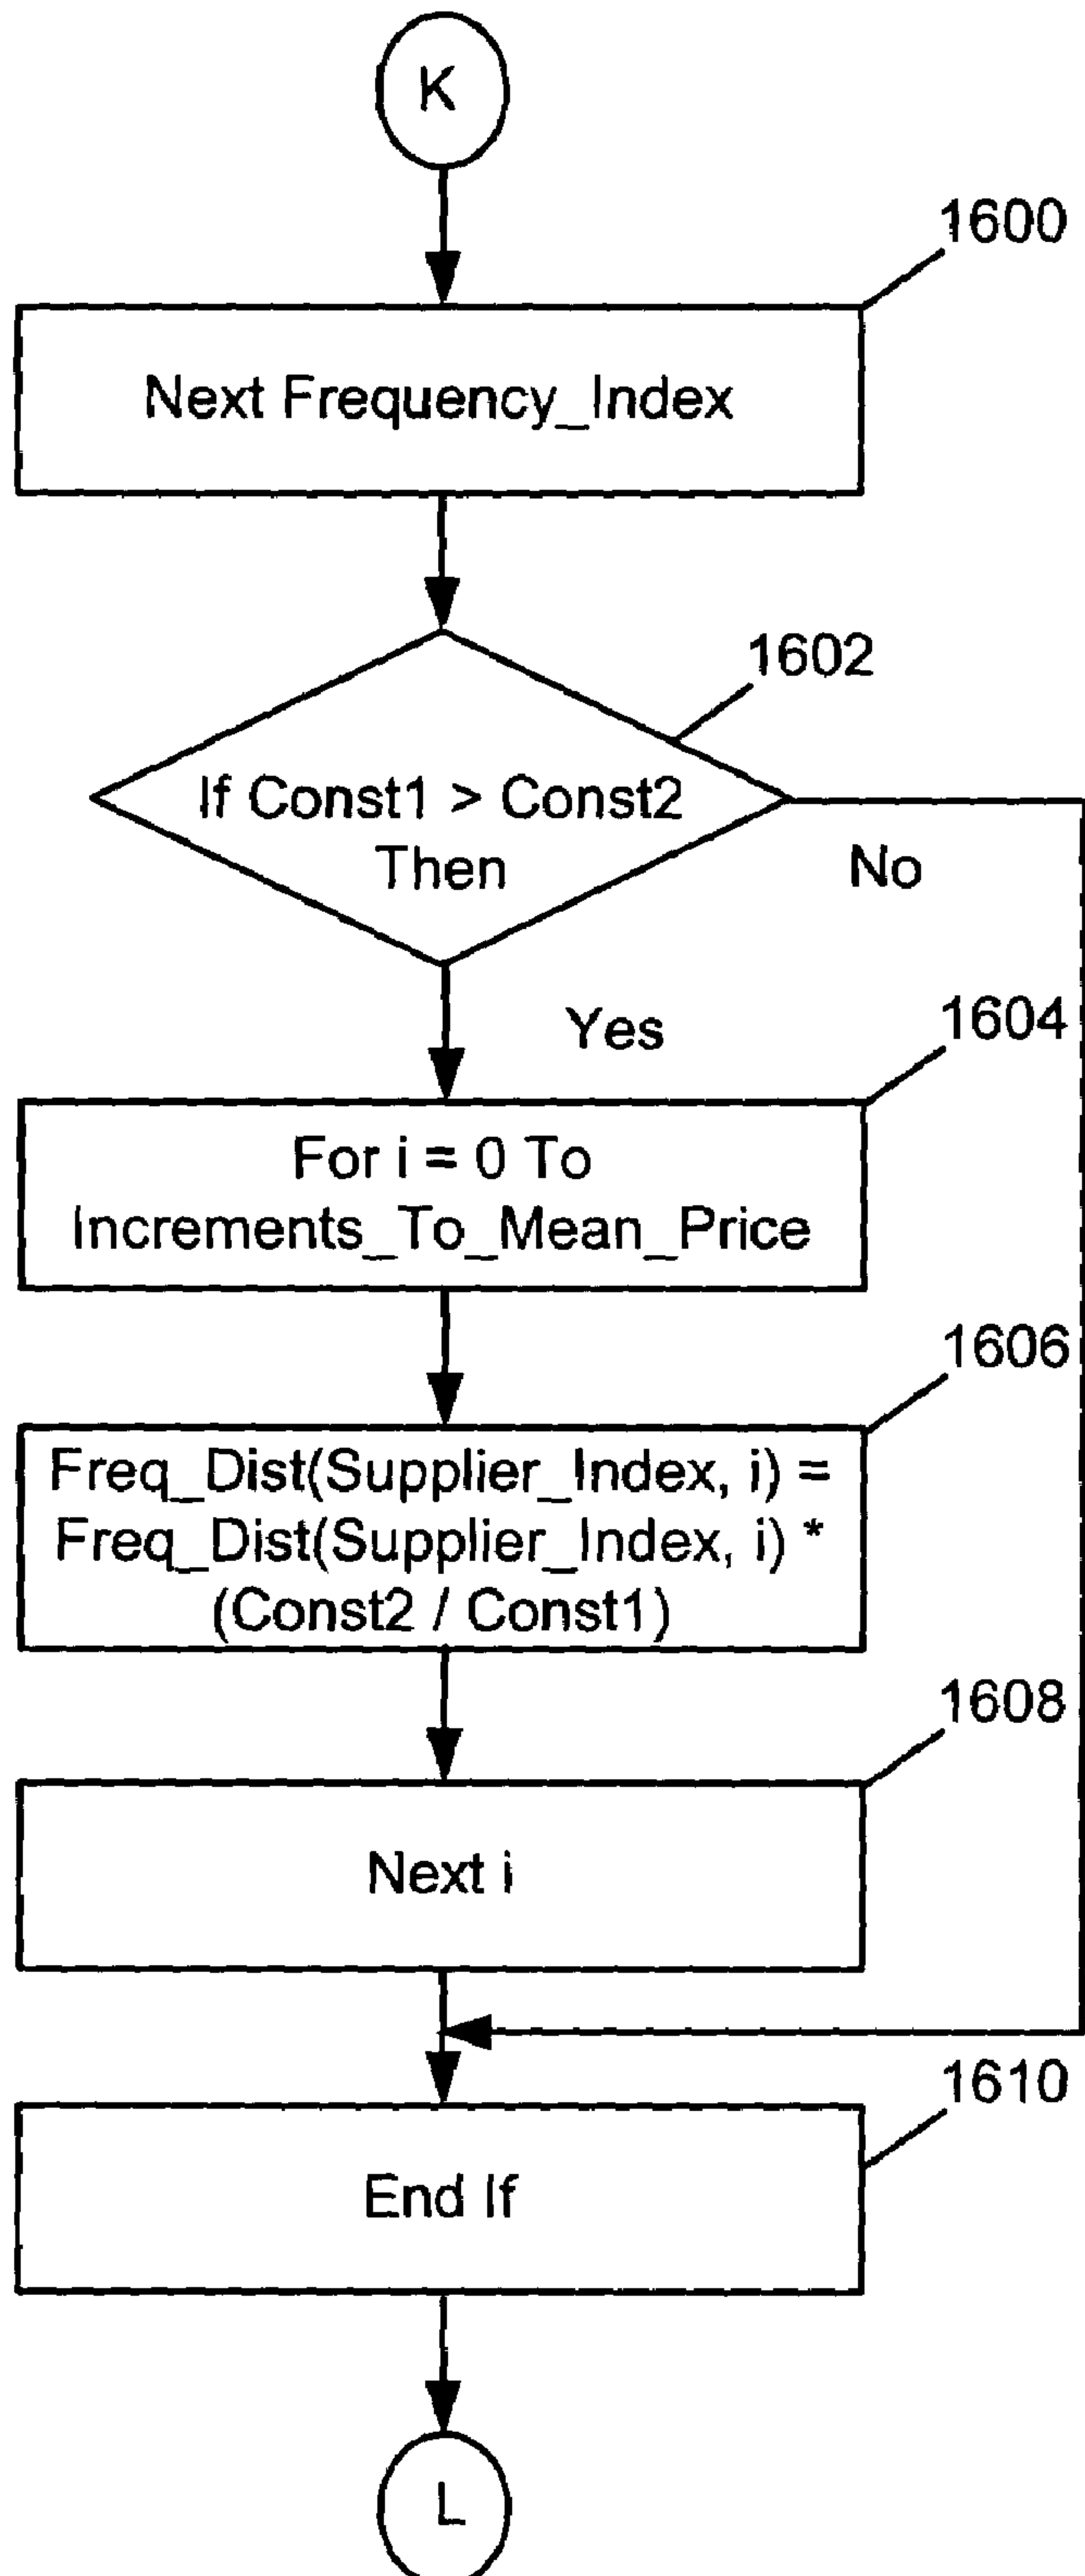 K
1600
Next Frequency_Index
1602
If Const1 > Const2
Then
No
Yes
1604
For i = 0 To
Increments_To_Mean_Price
1606
Freq_Dist(Supplier_Index, i) =
Freq_Dist(Supplier_Index, i) *
(Const2 / Const1)
1608
Next i
1610
End If
L